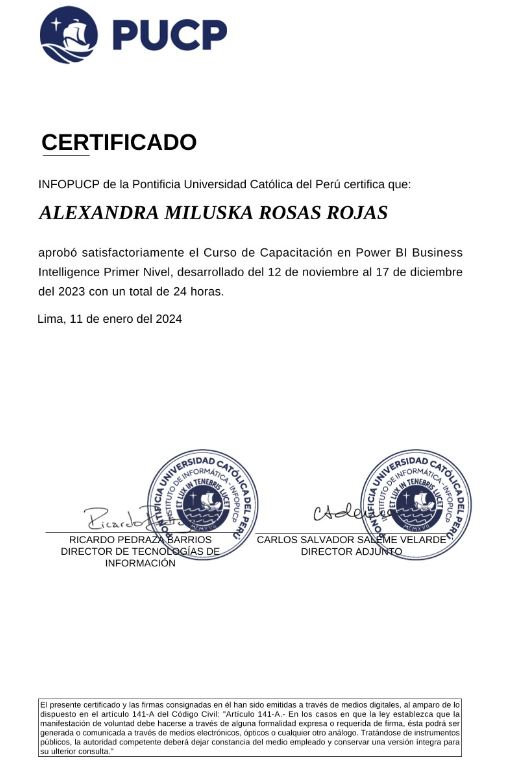 PUCP
CERTIFICADO
INFOPUCP de la Pontificia Universidad Católica del Perú certifica que:
ALEXANDRA MILUSKA ROSAS ROJAS
aprobó satisfactoriamente el Curso de Capacitación en Power BI Business
Intelligence Primer Nivel, desarrollado del 12 de noviembre al 17 de diciembre
del 2023 con un total de 24 horas.
Lima, 11 de enero del 2024
PONTIFICIA UNIVERSIDAD CATÓLICA DEL PERÚ
INSTITUTO DE INFORMÁTICA - INFOPUCP
ET LUX IN TENEBRIS LUCET
PONTIFICIA UNIVERSIDAD CATÓLICA DEL PERÚ
INSTITUTO DE INFORMÁTICA - INFOPUCP
ET LUX IN TENEBRIS LUCET
Ricardo
RICARDO PEDRAZA BARRIOS
DIRECTOR DE TECNOLOGÍAS DE
INFORMACIÓN
CARLOS SALVADOR SALEME VELARDE
DIRECTOR ADJUNTO
El presente certificado y las firmas consignadas en él han sido emitidas a través de medios digitales, al amparo de lo
dispuesto en el artículo 141-A del Código Civil: "Artículo 141-A.- En los casos en que la ley establezca que la
manifestación de voluntad debe hacerse a través de alguna formalidad expresa o requerida de firma, ésta podrá ser
generada o comunicada a través de medios electrónicos, ópticos o cualquier otro análogo. Tratándose de instrumentos
públicos, la autoridad competente deberá dejar constancia del medio empleado y conservar una versión íntegra para
su ulterior consulta."